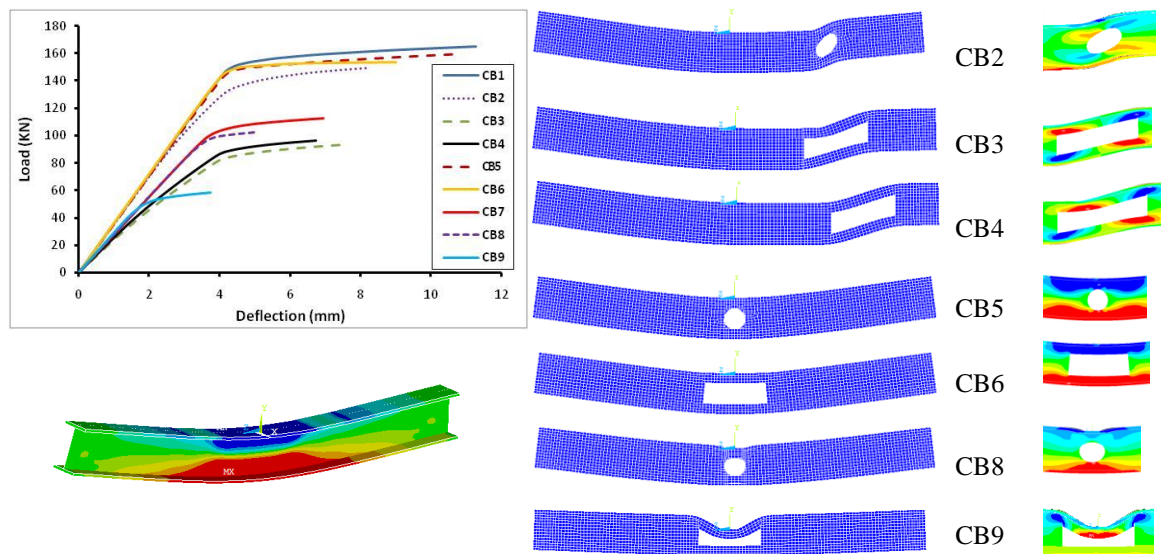 180
160
140
120
100
80
60
40
20
0
Load (KN)
0 2 4 6 8 10 12
Deflection (mm)
CB1
CB2
CB3
CB4
CB5
CB6
CB7
CB8
CB9
MX
X
CB2
CB3
CB4
CB5
CB6
CB8
CB9